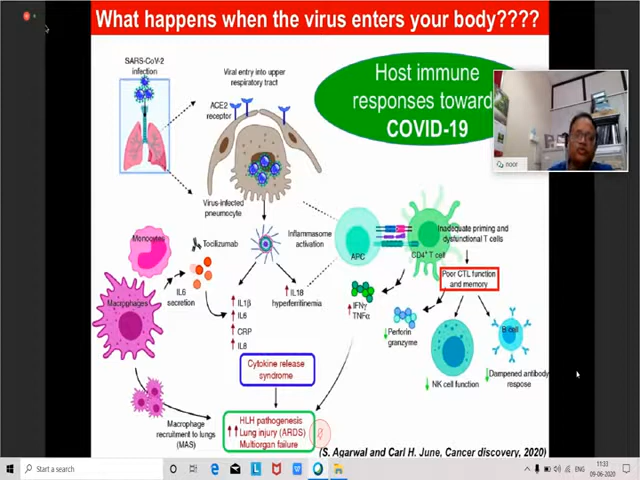 What happens when the virus enters your body????
SARS-CoV-2
infection
Viral entry into upper
respiratory tract
ACE2
receptor
Host immune
responses toward
COVID-19
noor
Virus-infected
pneumocyte
Monocytes
Tocilizumab
Inflammasome
activation
APC
CD4+ T cell
Inadequate priming and
dysfunctional T cells
Poor CTL function
and memory
Macrophages
IL6
secretion
IL1β
IL6
CRP
IL8
IL18
hyperferritinemia
IFNγ
TNFα
Perforin
granzyme
B cell
NK cell function
Dampened antibody
respose
Cytokine release
syndrome
Macrophage
recruitment to lungs
(MAS)
HLH pathogenesis
Lung injury (ARDS)
Multiorgan failure
(S. Agarwal and Carl H. June, Cancer discovery, 2020)
Start a search
ENG
11:33
09-06-2020